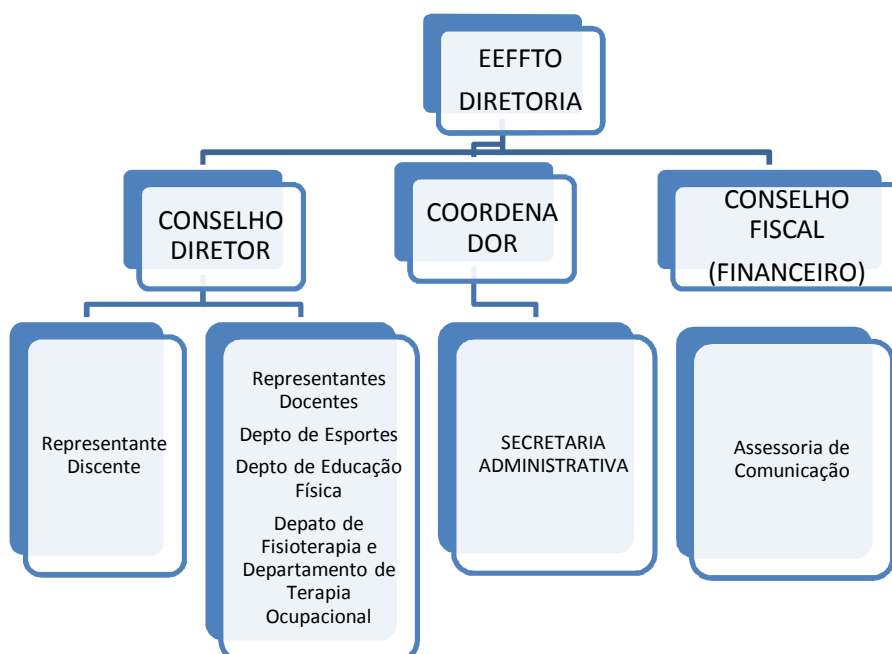 EEFFTO
DIRETORIA
CONSELHO
DIRETOR
COORDENA
DOR
CONSELHO
FISCAL
(FINANCEIRO)
Representante
Discente
Representantes
Docentes
Depto de Esportes
Depto de Educação
Física
Depato de
Fisioterapia e
Departamento de
Terapia
Ocupacional
SECRETARIA
ADMINISTRATIVA
Assessoria de
Comunicação